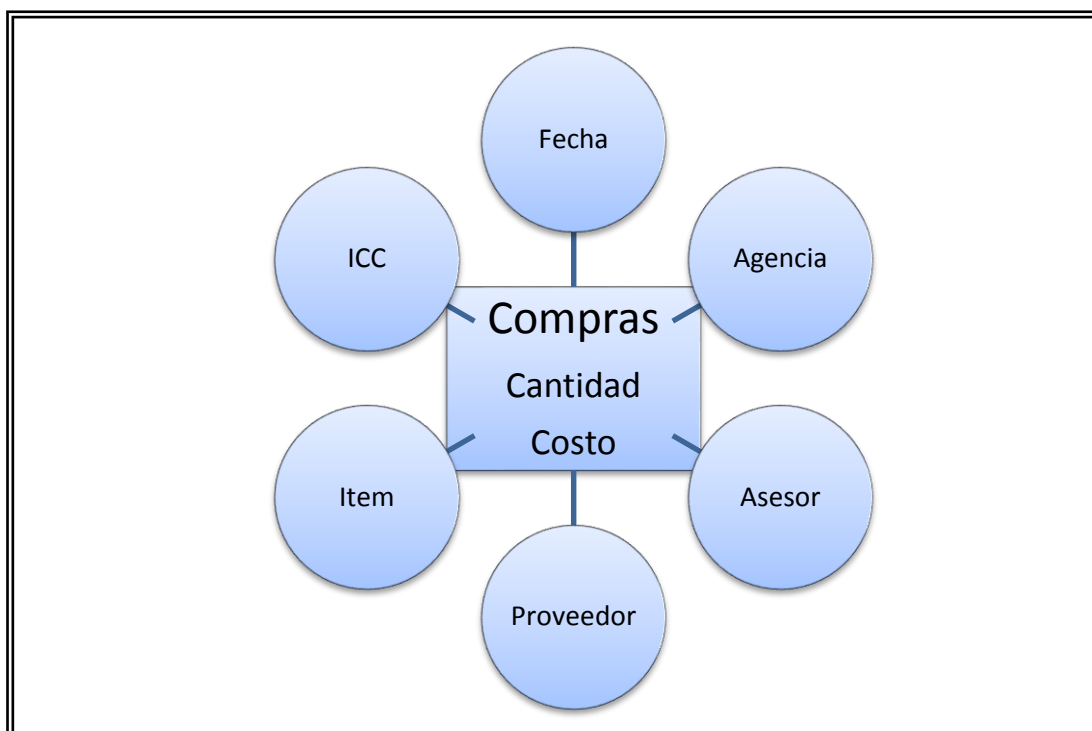 Fecha
ICC
Agencia
Compras
Cantidad
Costo
Item
Asesor
Proveedor